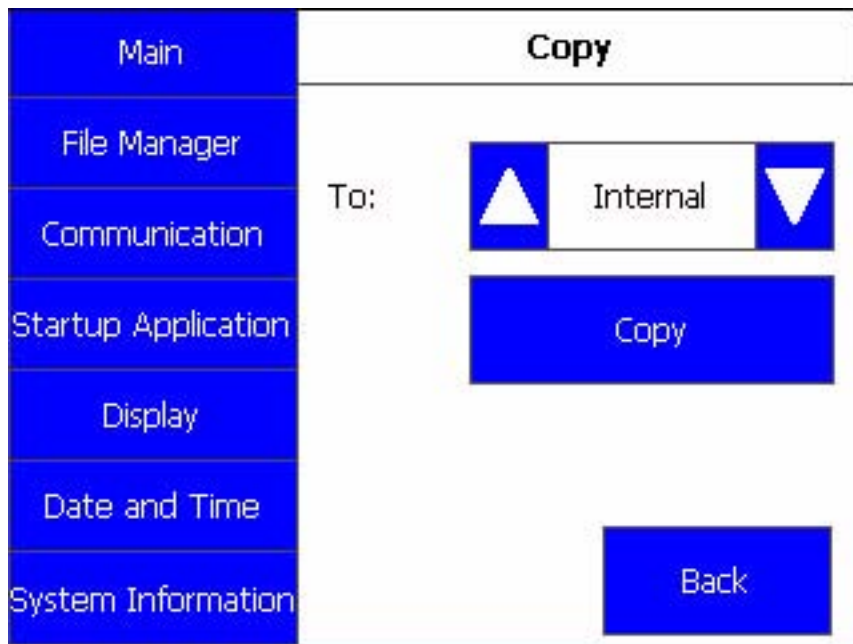 Main
File Manager
Communication
Startup Application
Display
Date and Time
System Information
Copy
To:
Internal
Copy
Back